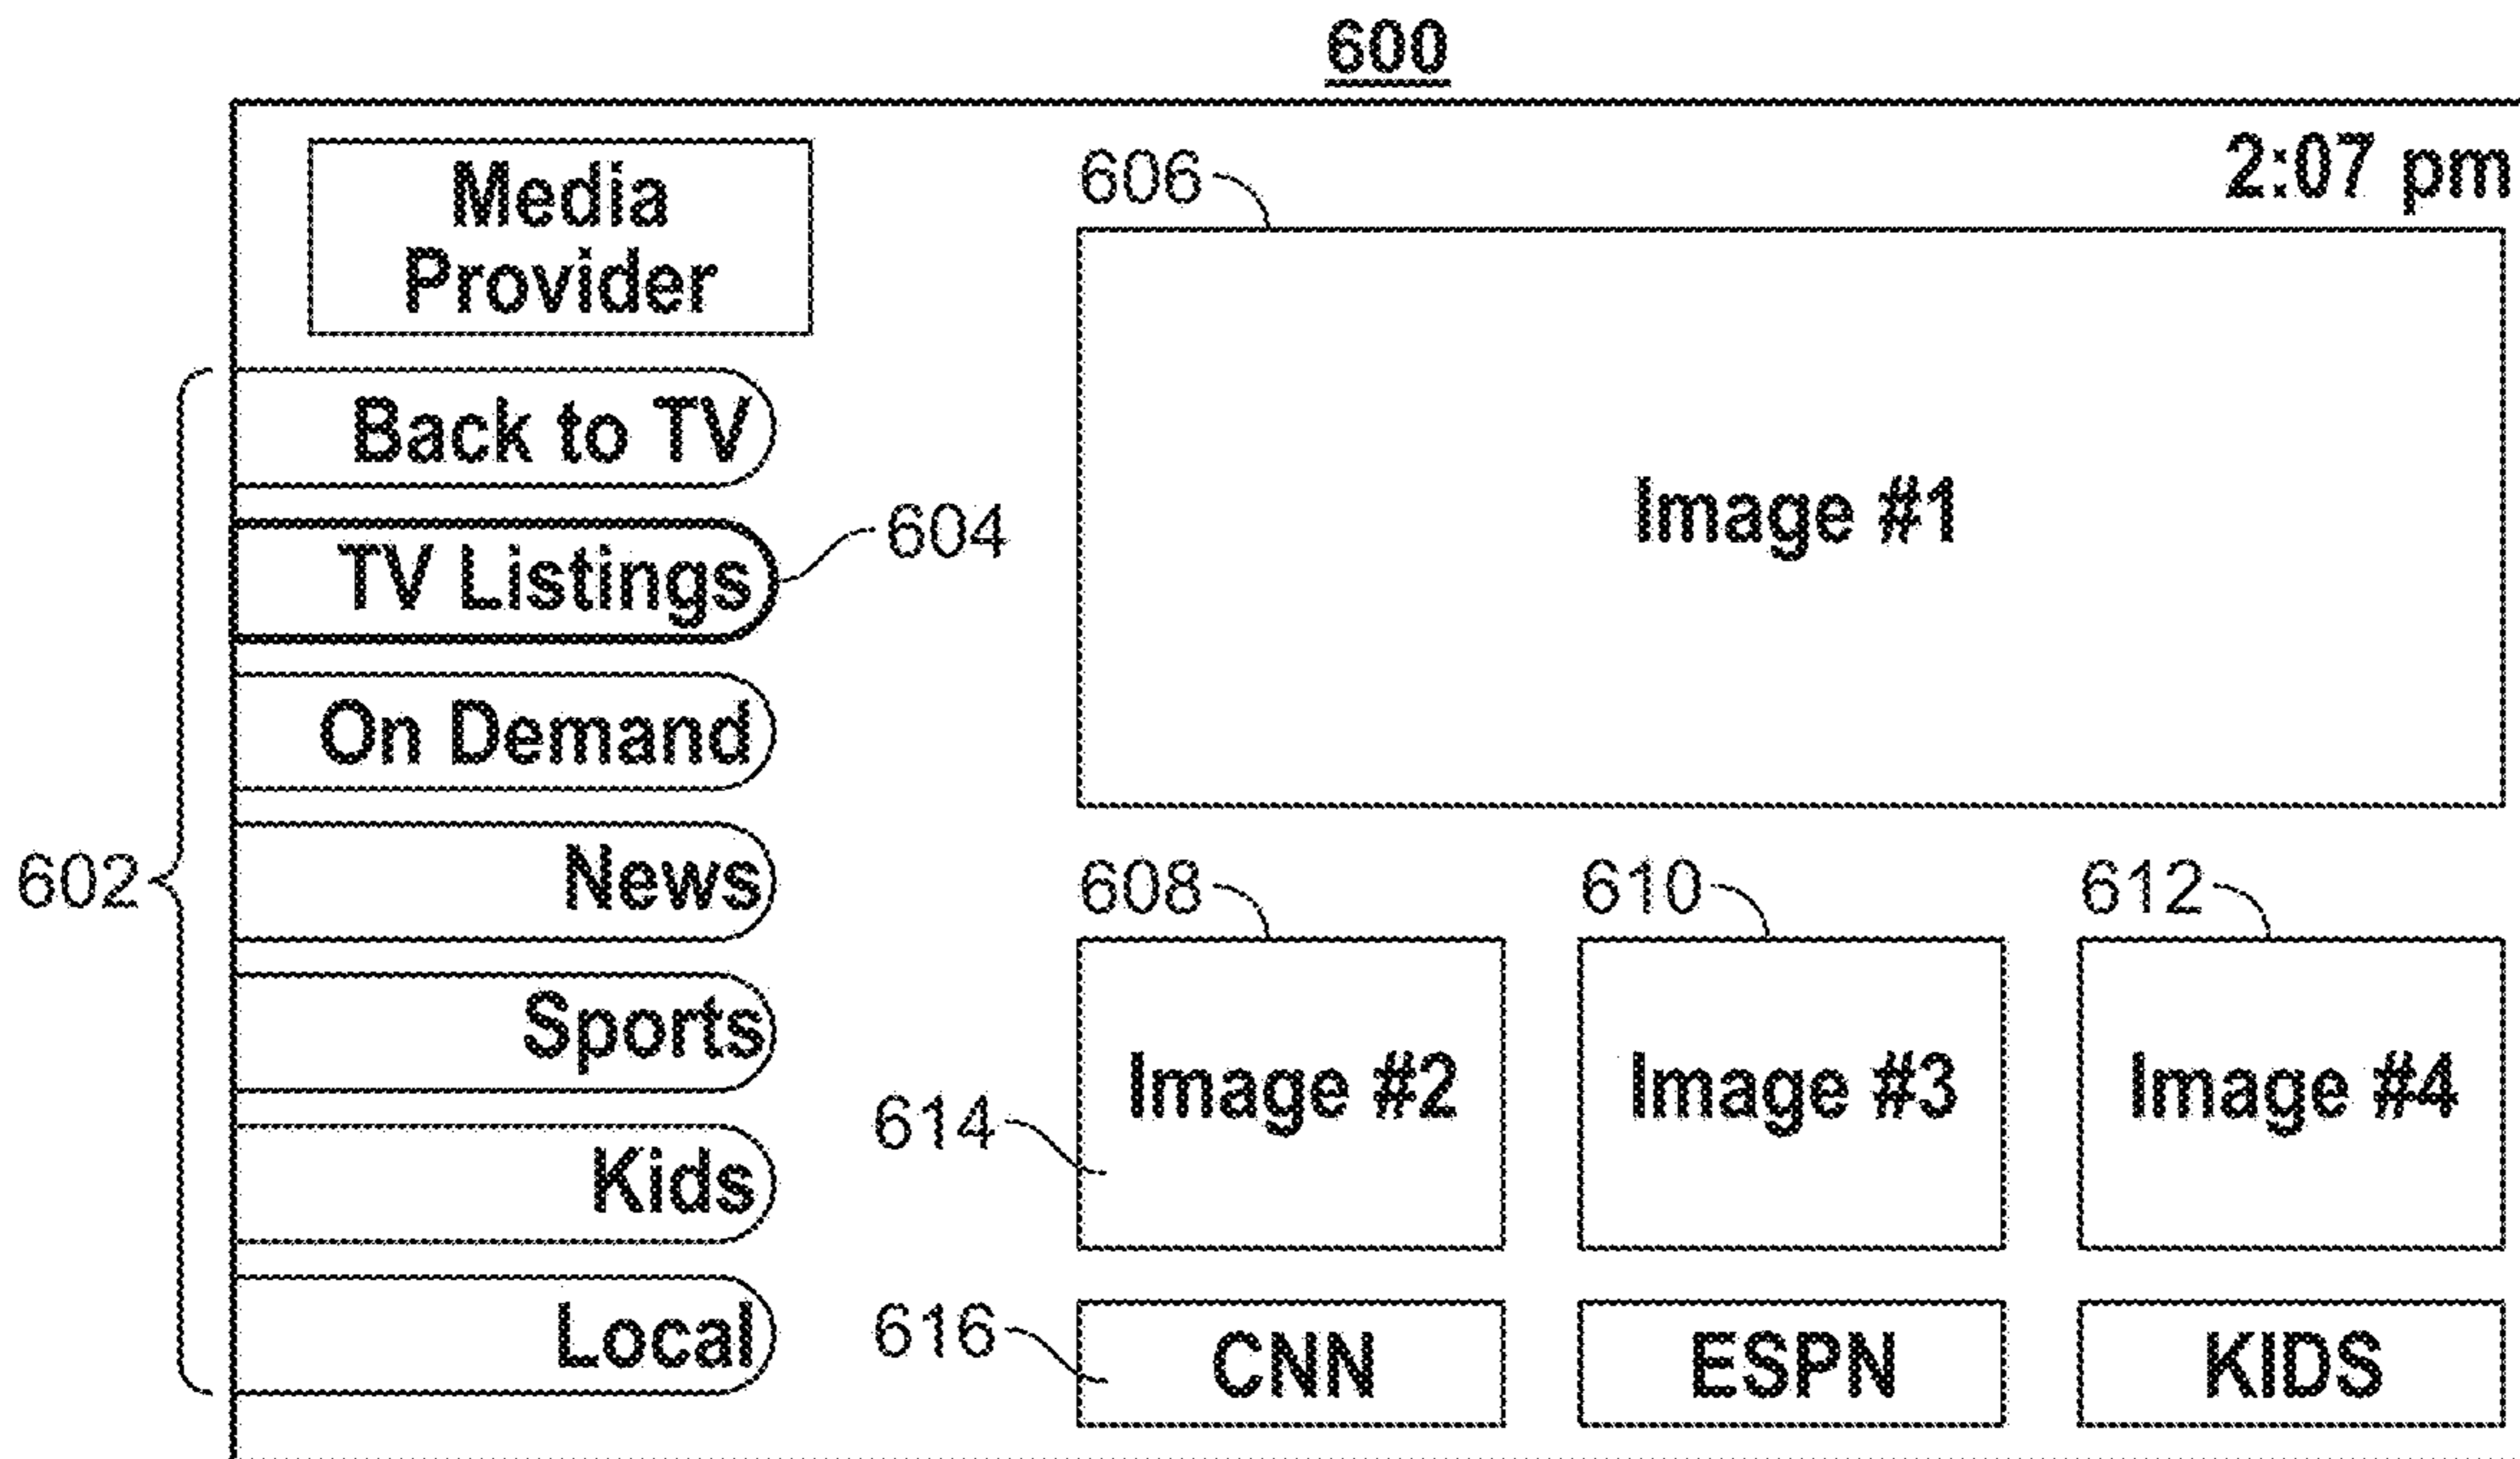 600
Media
Provider
2:07 pm
606
Image #1
602
Back to TV
TV Listings
604
On Demand
News
Sports
Kids
Local
608
610
612
Image #2
Image #3
Image #4
614
616
CNN
ESPN
KIDS